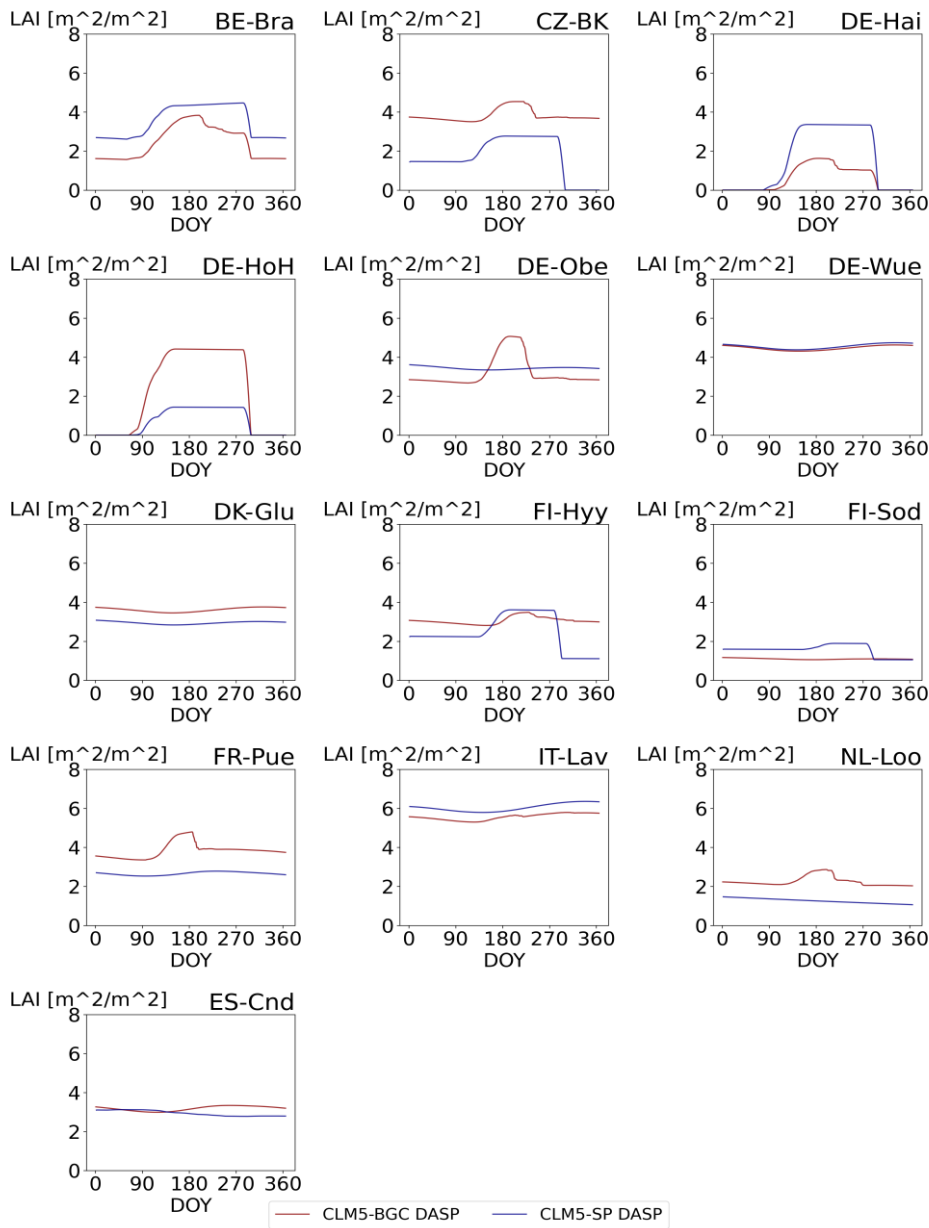 LAI [m^2/m^2] BE-Bra LAI [m^2/m^2] CZ-BK LAI [m^2/m^2] DE-Hai
8 8 8
6 6 6
4 4 4
2 2 2
0 0 0
0 90 180 270 360 0 90 180 270 360 0 90 180 270 360
DOY DOY DOY
LAI [m^2/m^2] DE-HoH LAI [m^2/m^2] DE-Obe LAI [m^2/m^2] DE-Wue
8 8 8
6 6 6
4 4 4
2 2 2
0 0 0
0 90 180 270 360 0 90 180 270 360 0 90 180 270 360
DOY DOY DOY
LAI [m^2/m^2] DK-Glu LAI [m^2/m^2] FI-Hyy LAI [m^2/m^2] FI-Sod
8 8 8
6 6 6
4 4 4
2 2 2
0 0 0
0 90 180 270 360 0 90 180 270 360 0 90 180 270 360
DOY DOY DOY
LAI [m^2/m^2] FR-Pue LAI [m^2/m^2] IT-Lav LAI [m^2/m^2] NL-Loo
8 8 8
6 6 6
4 4 4
2 2 2
0 0 0
0 90 180 270 360 0 90 180 270 360 0 90 180 270 360
DOY DOY DOY
LAI [m^2/m^2] ES-Cnd
8
6
4
2
0
0 90 180 270 360
DOY
CLM5-BGC DASP CLM5-SP DASP